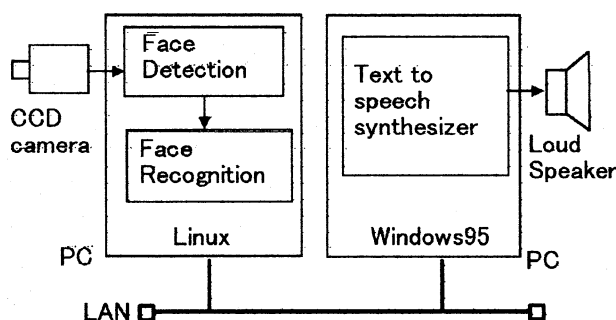 Face
Detection
CCD
camera
Face
Recognition
Linux
PC
Text to
speech
synthesizer
Loud
Speaker
Windows95
PC
LAN